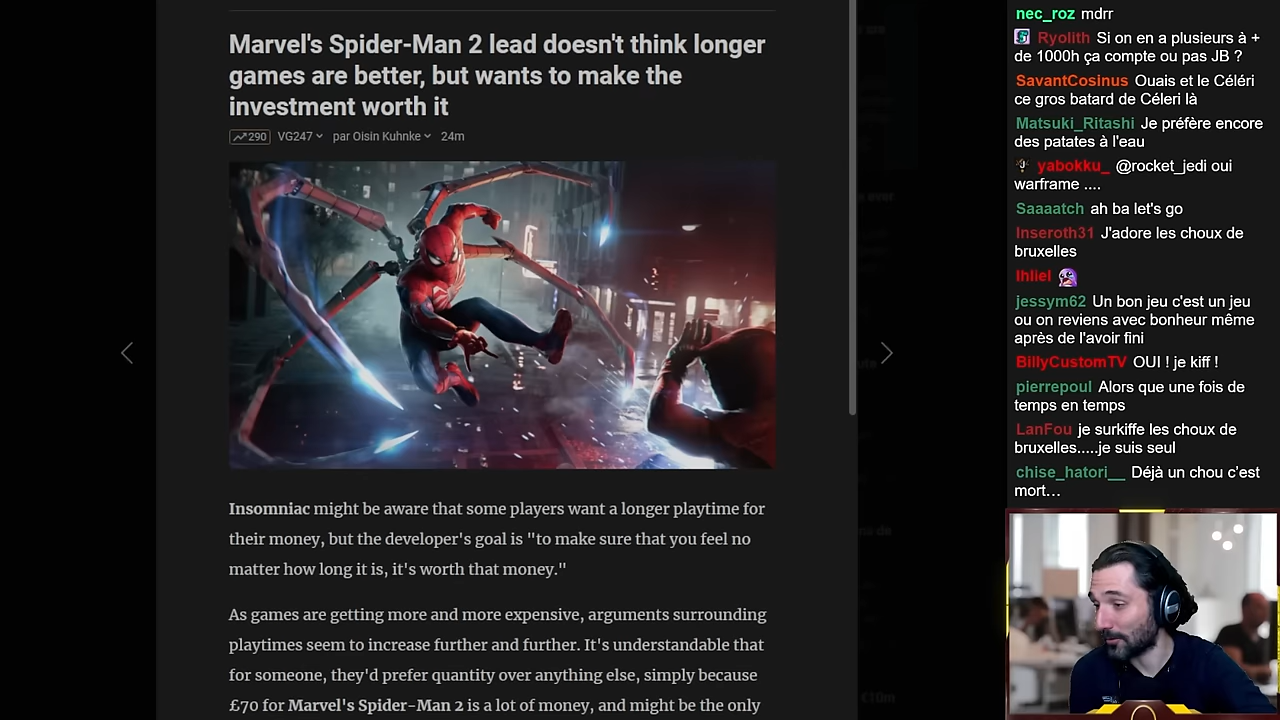 Marvel's Spider-Man 2 lead doesn't think longer
games are better, but wants to make the
investment worth it
290 VG247 par Oisin Kuhnke 24m
Insomniac might be aware that some players want a longer playtime for
their money, but the developer's goal is "to make sure that you feel no
matter how long it is, it's worth that money."
As games are getting more and more expensive, arguments surrounding
playtimes seem to increase further and further. It's understandable that
for someone, they'd prefer quantity over anything else, simply because
£70 for Marvel's Spider-Man 2 is a lot of money, and might be the only
nec_roz mdrr
Ryolith Si on en a plusieurs à +
de 1000h ça compte ou pas JB ?
SavantCosinus Ouais et le Céléri
ce gros batard de Céleri là
Matsuki_Ritashi Je préfère encore
des patates à l'eau
yabokku_ @rocket_jedi oui
warframe ....
Saaaatch ah ba let's go
Inseroth31 J'adore les choux de
bruxelles
jessym62 Un bon jeu c'est un jeu
ou on reviens avec bonheur même
après de l'avoir fini
BillyCustomTV OUI ! je kiff !
pierrepoul Alors que une fois de
temps en temps
LanFou je surkiffe les choux de
bruxelles.....je suis seul
chise_hatori__ Déjà un chou c'est
mort…